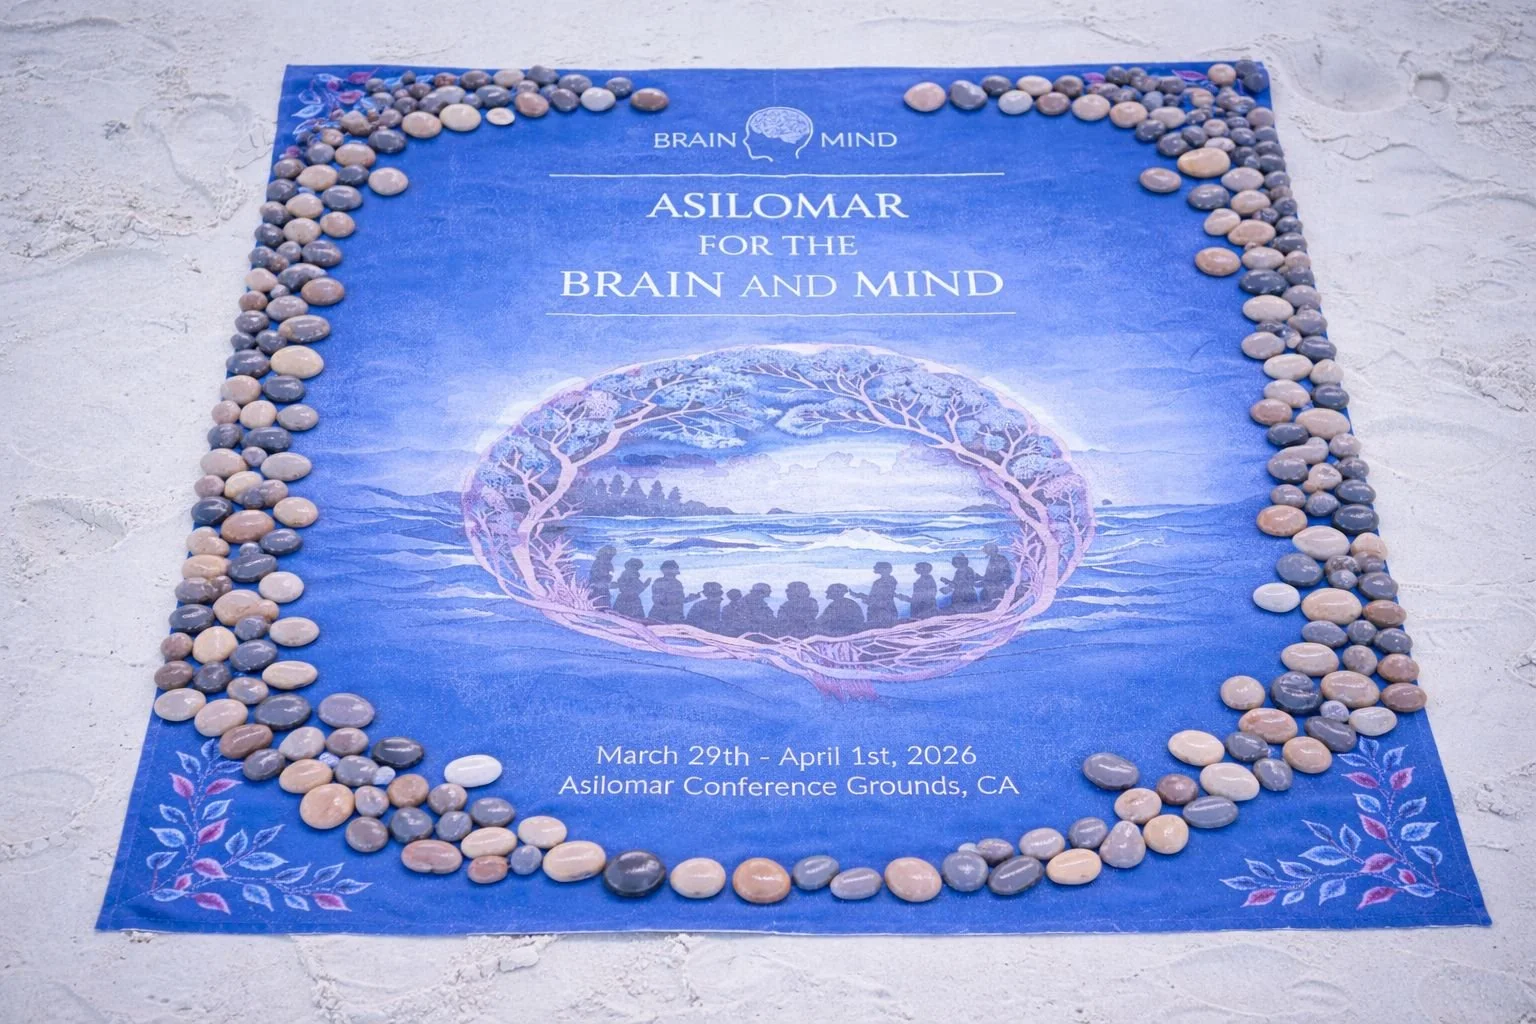 BRAIN MIND
ASILOMAR
FOR THE
BRAIN AND MIND
March 29th - April 1st, 2026
Asilomar Conference Grounds, CA